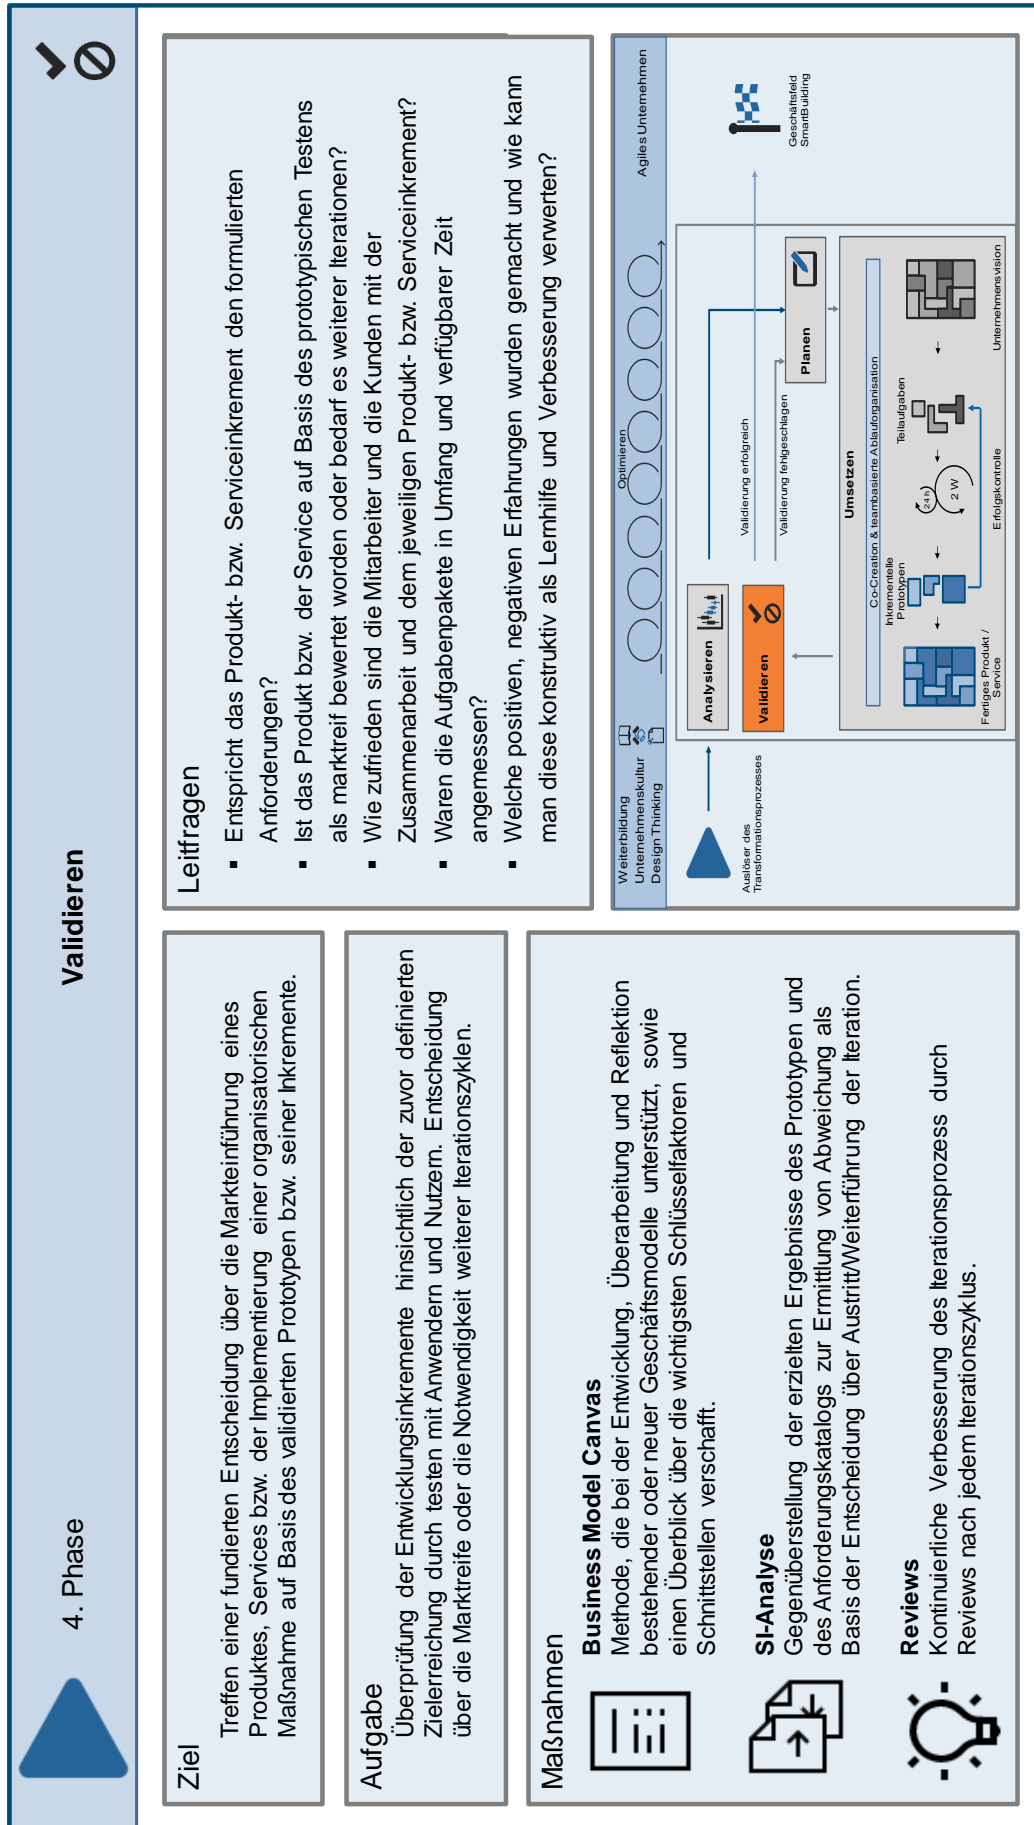 4. Phase
Validieren
Ziel
Treffen einer fundierten Entscheidung über die Markteinführung eines
Produktes, Services bzw. der Implementierung einer organisatorischen
Maßnahme auf Basis des validierten Prototypen bzw. seiner Inkremente.
Aufgabe
Überprüfung der Entwicklungsinkremente hinsichtlich der zuvor definierten
Zielerreichung durch testen mit Anwendern und Nutzern. Entscheidung
über die Marktreife oder die Notwendigkeit weiterer Iterationszyklen.
Maßnahmen
Business Model Canvas
Methode, die bei der Entwicklung, Überarbeitung und Reflektion
bestehender oder neuer Geschäftsmodelle unterstützt, sowie
einen Überblick über die wichtigsten Schlüsselfaktoren und
Schnittstellen verschafft.
SI-Analyse
Gegenüberstellung der erzielten Ergebnisse des Prototypen und
des Anforderungskatalogs zur Ermittlung von Abweichung als
Basis der Entscheidung über Austritt/Weiterführung der Iteration.
Reviews
Kontinuierliche Verbesserung des Iterationsprozess durch
Reviews nach jedem Iterationszyklus.
Leitfragen
▪ Entspricht das Produkt- bzw. Serviceinkrement den formulierten
Anforderungen?
▪ Ist das Produkt bzw. der Service auf Basis des prototypischen Testens
als marktreif bewertet worden oder bedarf es weiterer Iterationen?
▪ Wie zufrieden sind die Mitarbeiter und die Kunden mit der
Zusammenarbeit und dem jeweiligen Produkt- bzw. Serviceinkrement?
▪ Waren die Aufgabenpakete in Umfang und verfügbarer Zeit
angemessen?
▪ Welche positiven, negativen Erfahrungen wurden gemacht und wie kann
man diese konstruktiv als Lernhilfe und Verbesserung verwerten?
Weiterbildung
Unternehmenskultur
Design Thinking
Optimieren
Agiles Unternehmen
Auslöser des
Transformationsprozesses
Analysieren
Validieren
Validierung erfolgreich
Validierung fehlgeschlagen
Planen
Geschäftsfeld
SmartBuilding
Umsetzen
Co-Creation & teambasierte Ablauforganisation
Inkrementelle
Prototypen
24 h
2 W
Teilaufgaben
Fertiges Produkt /
Service
Erfolgskontrolle
Unternehmensvision